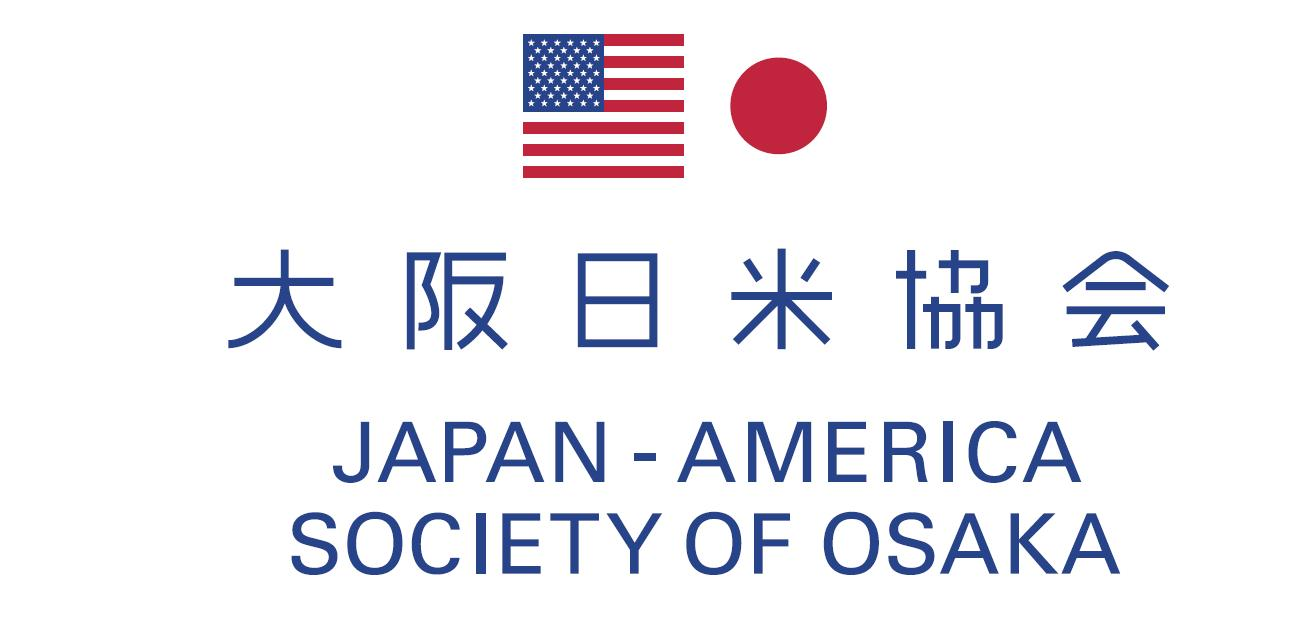 大阪日米協会
JAPAN - AMERICA
SOCIETY OF OSAKA